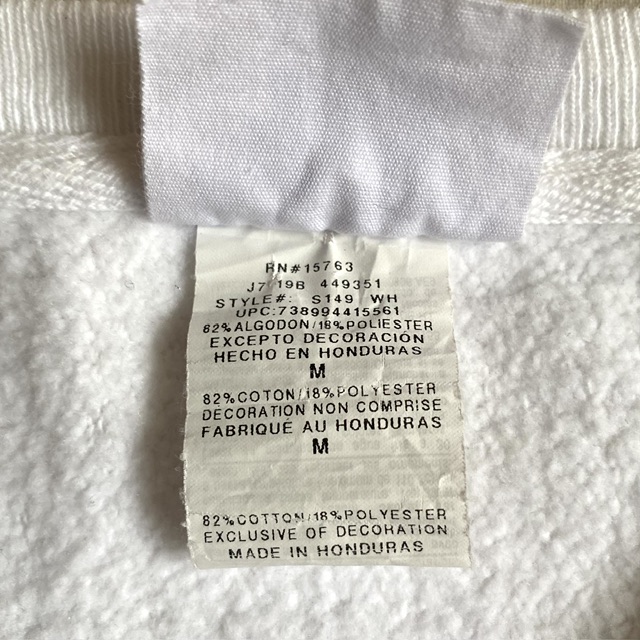 RN#15763
J7 19B 449351
STYLE#: S149 WH
UPC:738994415561
82%ALGODON/18%POLIESTER
EXCEPTO DECORACIÓN
HECHO EN HONDURAS
M
82%COTON/18%POLYESTER
DECORATION NON COMPRISE
FABRIQUÉ AU HONDURAS
M
82%COTTON/18%POLYESTER
EXCLUSIVE OF DECORATION
MADE IN HONDURAS